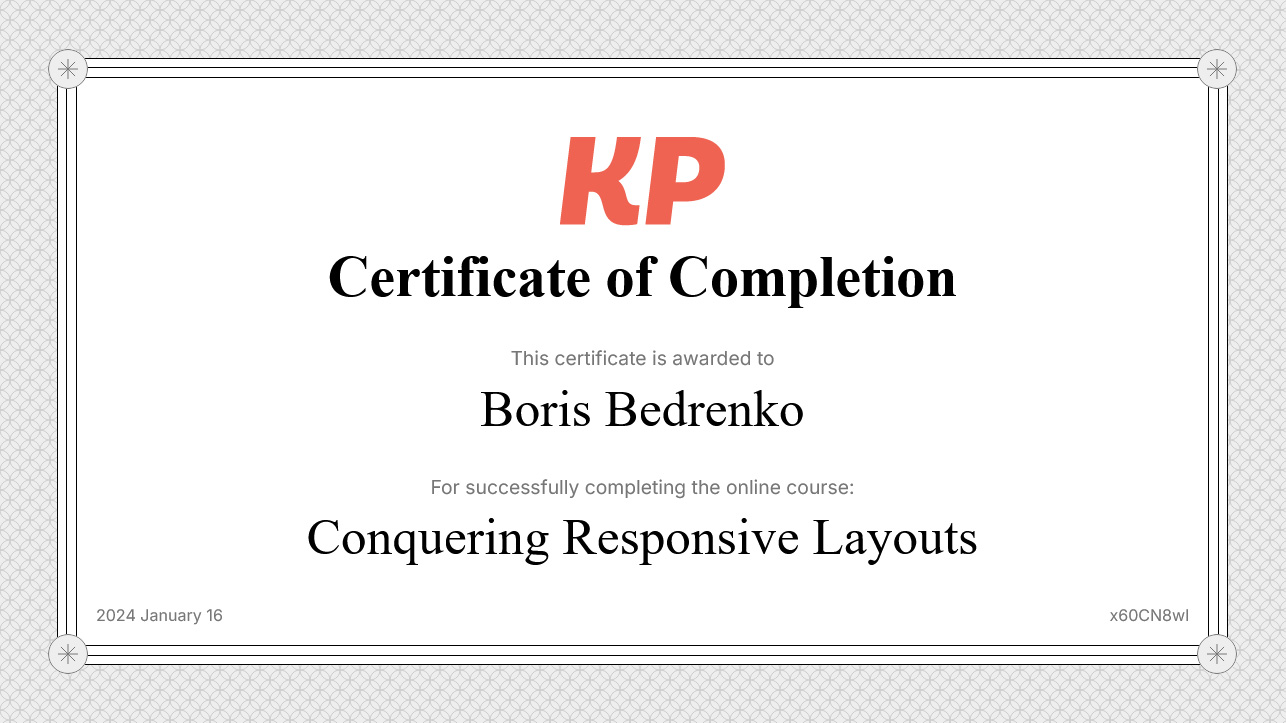 KP
Certificate of Completion
This certificate is awarded to
Boris Bedrenko
For successfully completing the online course:
Conquering Responsive Layouts
2024 January 16
x60CN8wl